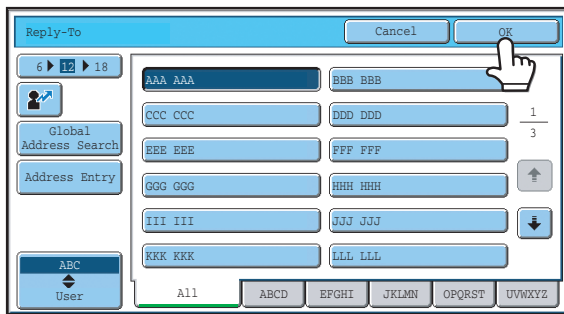 Reply-To
Cancel
OK
6 12 18
AAA AAA
BBB BBB
CCC CCC
DDD DDD
1
3
Global
Address Search
EEE EEE
FFF FFF
Address Entry
GGG GGG
HHH HHH
III III
JJJ JJJ
KKK KKK
LLL LLL
ABC
User
All
ABCD
EFGHI
JKLMN
OPQRST
UVWXYZ